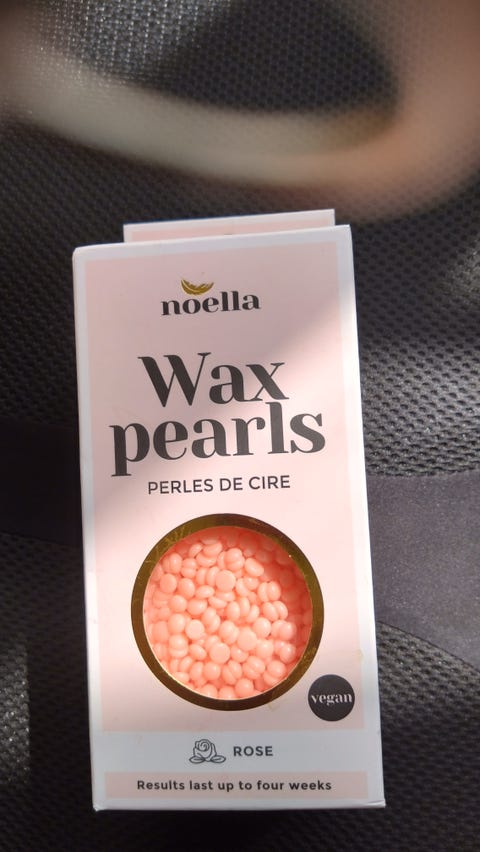 noella
Wax
pearls
PERLES DE CIRE
vegan
ROSE
Results last up to four weeks